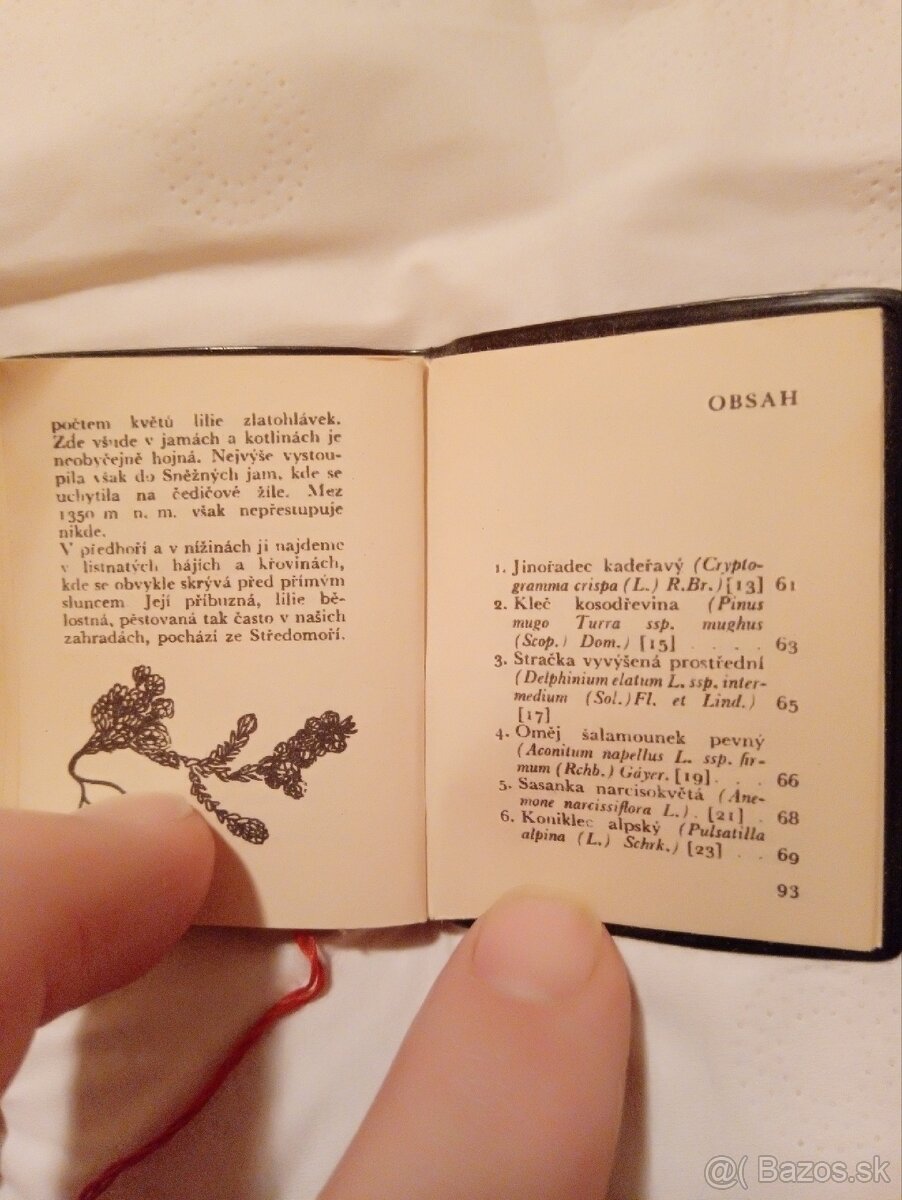 počtem květů lilie zlatohlávek.
Zde všude v jamách a kotlinách je
neobyčejně hojná. Nejvýše vystou-
pila však do Sněžných jam, kde se
uchytila na čedičové žíle. Mez
1350 m n. m. však nepřestupuje
nikde.
V předhoří a v nížinách ji najdeme
v listnatých hájích a křovinách,
kde se obvykle skrývá před přímým
sluncem Její příbuzná, lilie bě-
lostná, pěstovaná tak často v našich
zahradách, pochází ze Středomoří.
OBSAH
1. Jinořadec kadeřavý (Crypto-
gramma crispa (L.) R.Br.) [13] 61
2. Kleč kosodřevina (Pinus
mugo Turra ssp. mughus
(Scop.) Dom.) [15] . . . . 63
3. Stračka vyvýšená prostřední
(Delphinium elatum L. ssp. inter-
medium (Sol.) Fl. et Lind.) 65
[17]
4. Oměj šalamounek pevný
(Aconitum napellus L. ssp. fir-
mum (Rchb.) Gáyer. [19] . . 66
5. Sasanka narcisokvětá (Ane-
mone narcissiflora L.) . [21] . 68
6. Koniklec alpský (Pulsatilla
alpina (L.) Schrk.) [23] . . 69
93
@( Bazos.sk